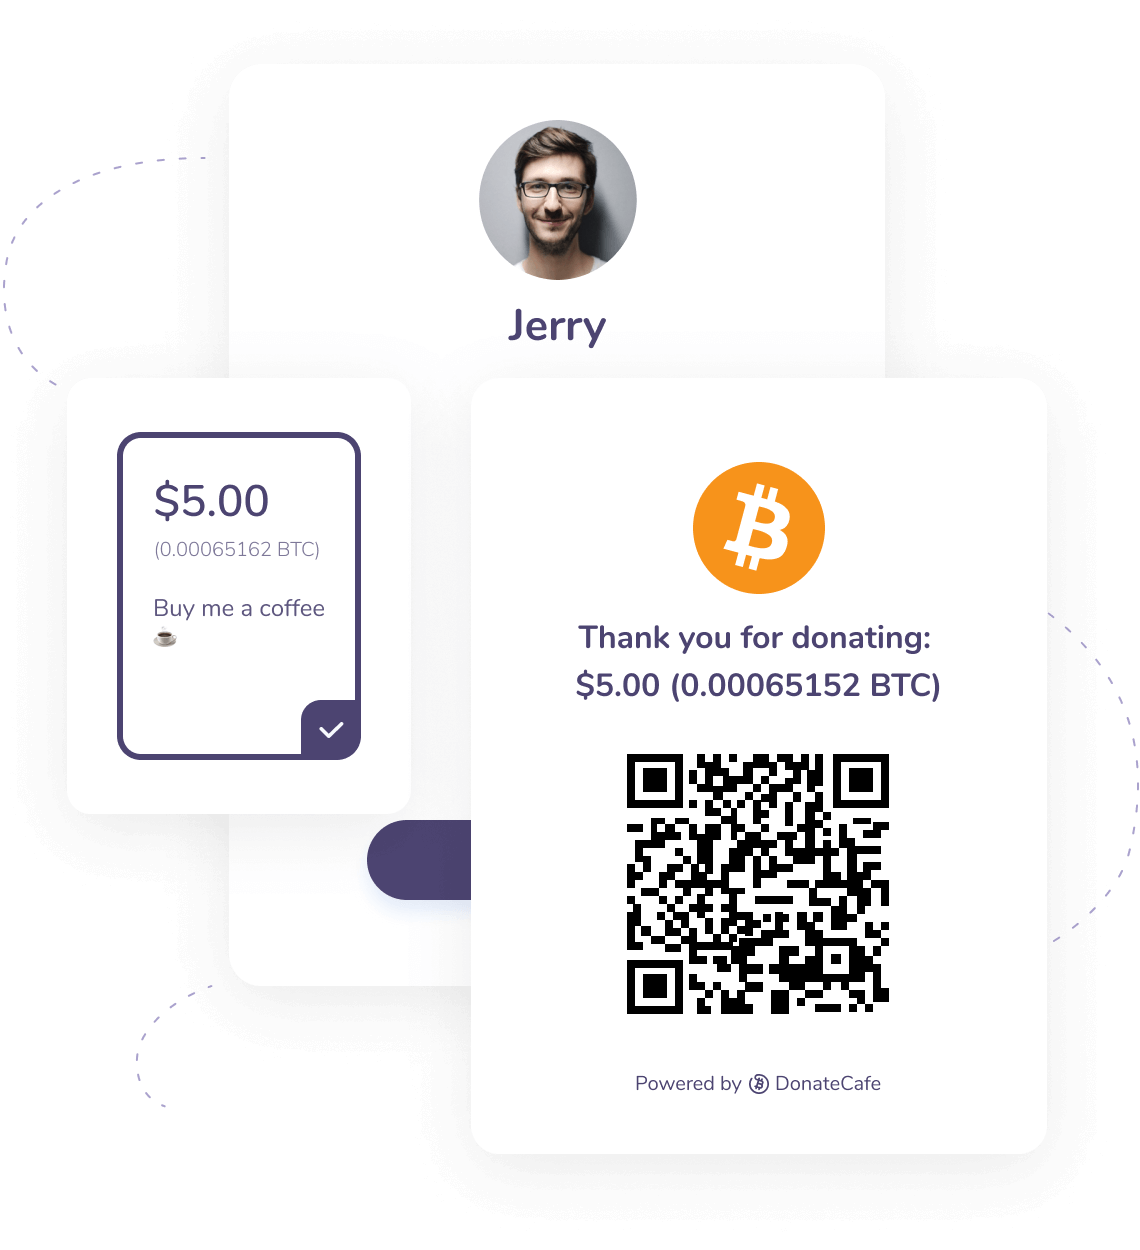 Jerry
$5.00
(0.00065162 BTC)
Buy me a coffee
☕
Thank you for donating:
$5.00 (0.00065152 BTC)
Powered by DonateCafe